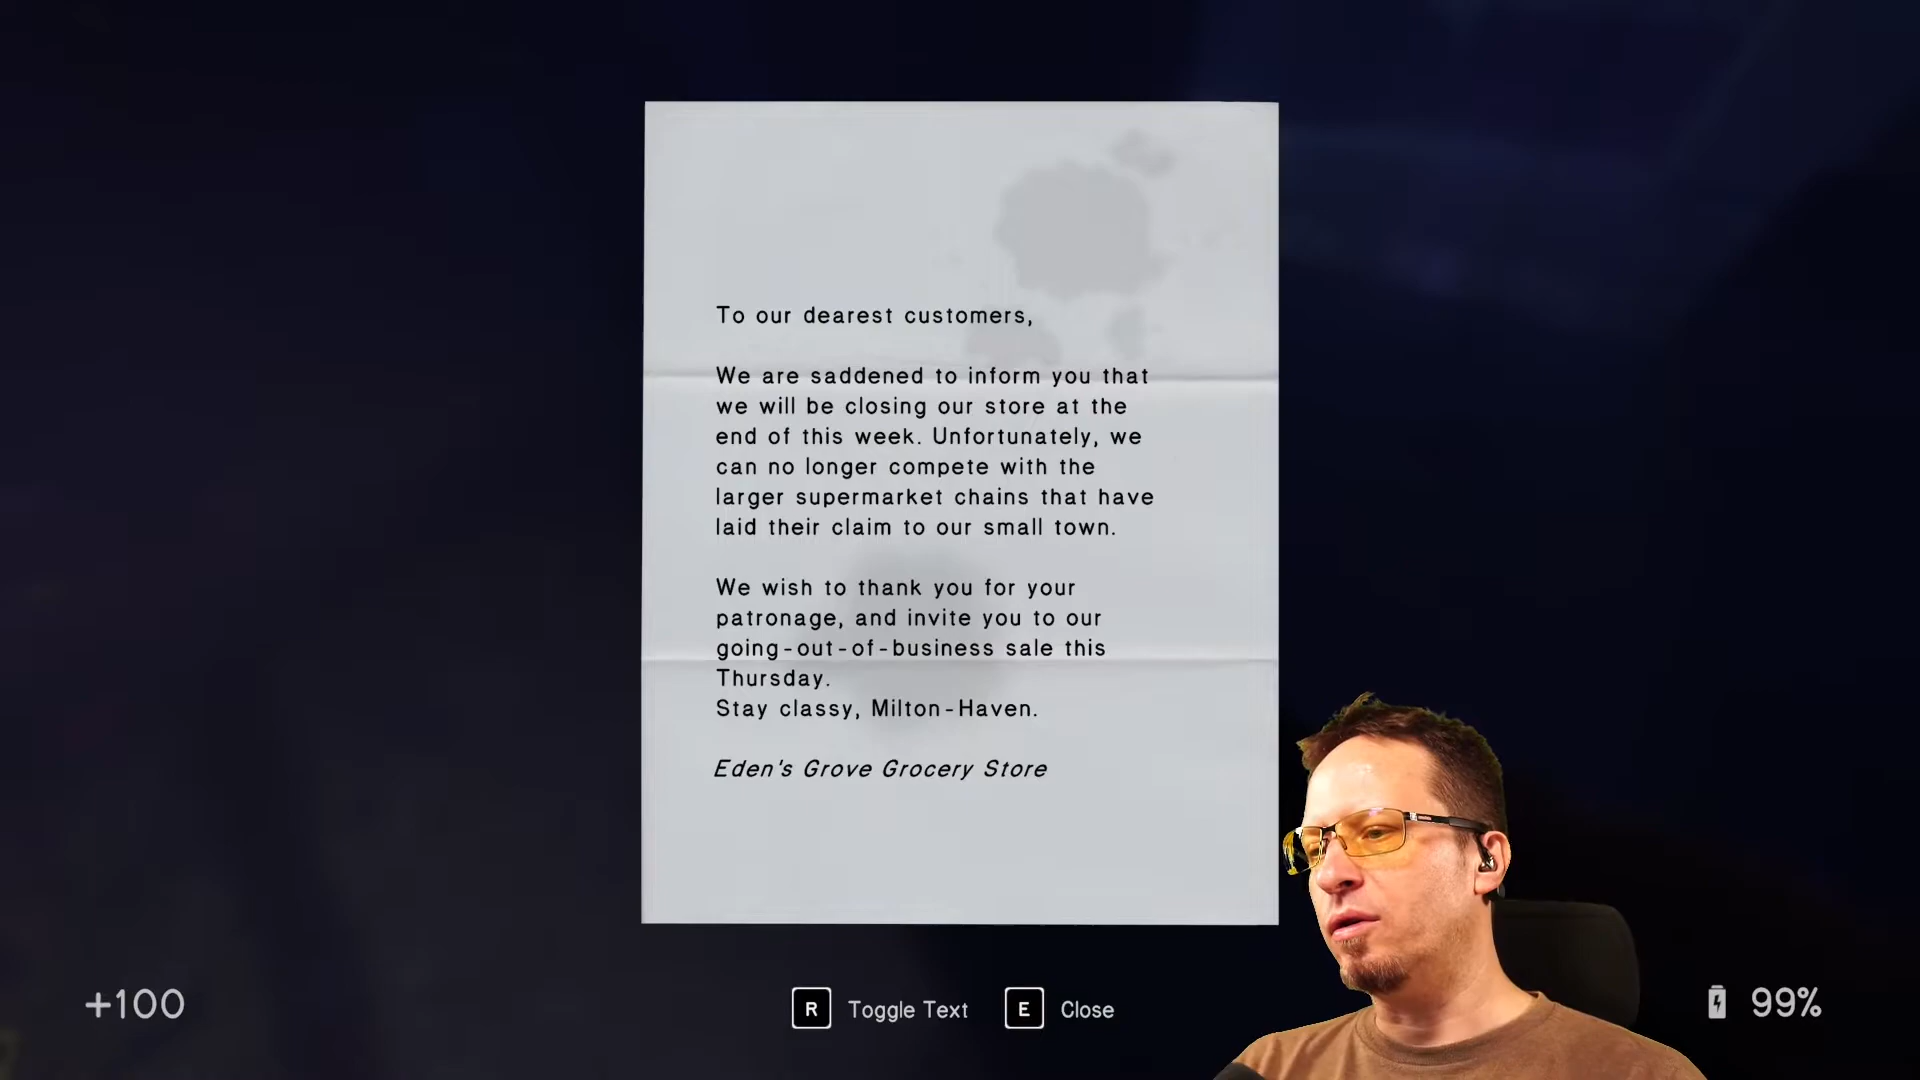 To our dearest customers,
We are saddened to inform you that
we will be closing our store at the
end of this week. Unfortunately, we
can no longer compete with the
larger supermarket chains that have
laid their claim to our small town.
We wish to thank you for your
patronage, and invite you to our
going-out-of-business sale this
Thursday.
Stay classy, Milton-Haven.
Eden's Grove Grocery Store
+100
R Toggle Text E Close
99%